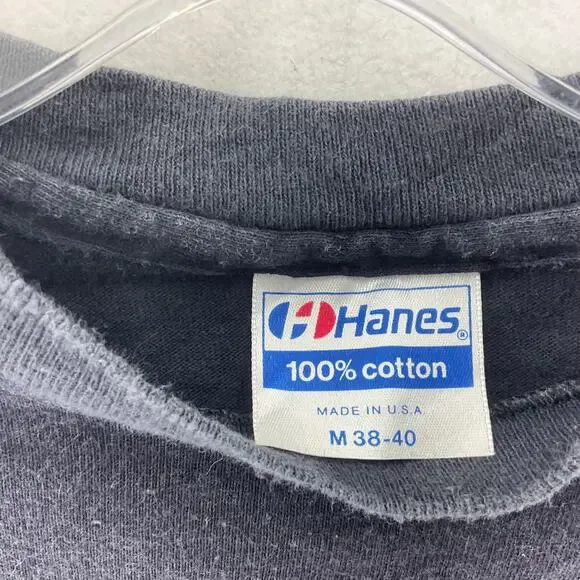 Hanes®
100% cotton
MADE IN U.S.A
M 38-40